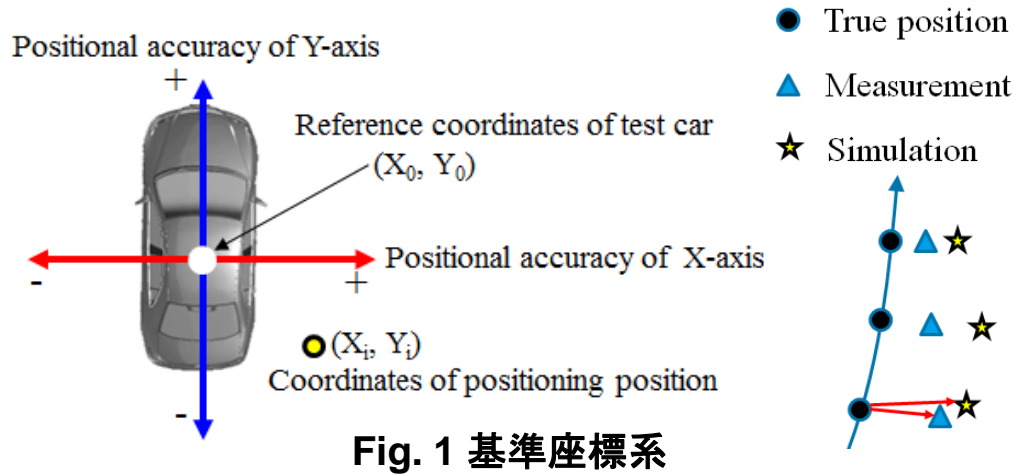 Positional accuracy of Y-axis
+
Reference coordinates of test car
(X₀, Y₀)
- Positional accuracy of X-axis
+
(Xᵢ, Yᵢ)
Coordinates of positioning position
-
True position
Measurement
Simulation
Fig. 1 基準座標系